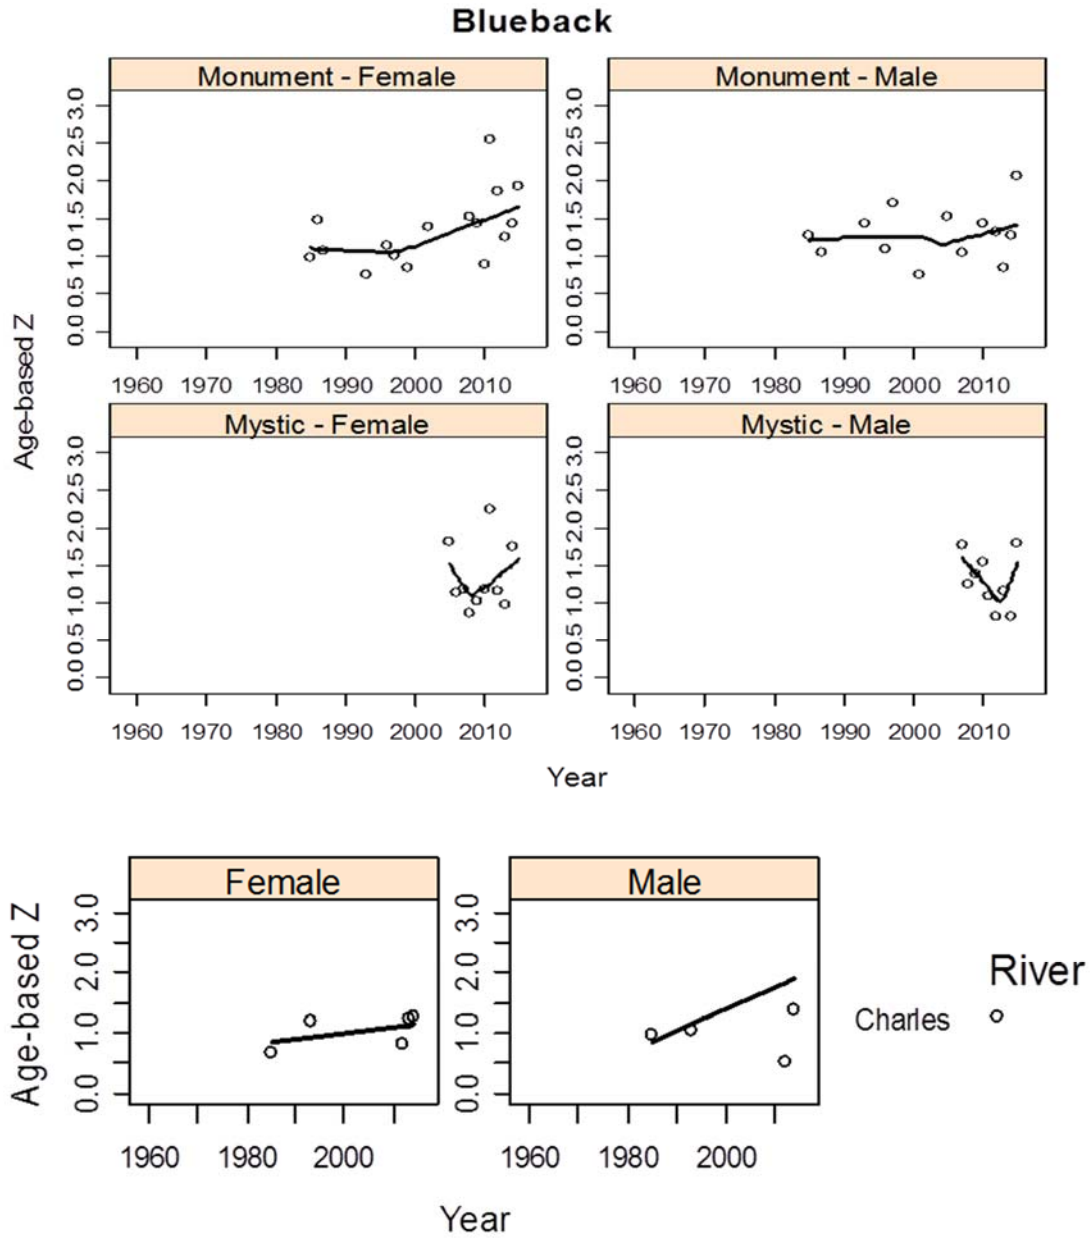 Blueback
Monument - Female
Monument - Male
Age-based Z
0.0 0.5 1.0 1.5 2.0 2.5 3.0
0.0 0.5 1.0 1.5 2.0 2.5 3.0
1960 1970 1980 1990 2000 2010
1960 1970 1980 1990 2000 2010
Mystic - Female
Mystic - Male
0.0 0.5 1.0 1.5 2.0 2.5 3.0
0.0 0.5 1.0 1.5 2.0 2.5 3.0
1960 1970 1980 1990 2000 2010
1960 1970 1980 1990 2000 2010
Year
Female
Male
Age-based Z
0.0 1.0 2.0 3.0
0.0 1.0 2.0 3.0
River
Charles
1960 1980 2000
1960 1980 2000
Year